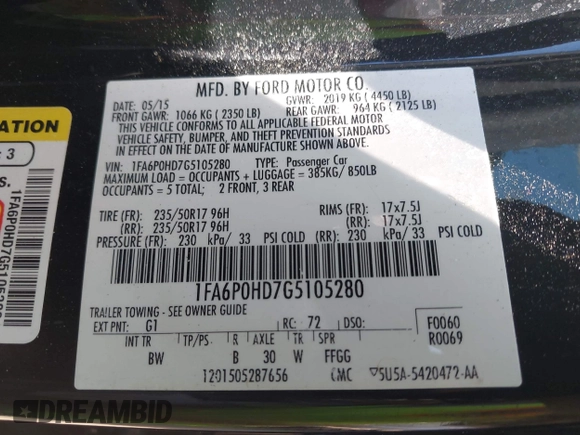 MFD. BY FORD MOTOR CO.
DATE: 05/15 GVWR: 2019 KG ( 4450 LB)
FRONT GAWR: 1066 KG ( 2350 LB) REAR GAWR: 964 KG ( 2125 LB)
THIS VEHICLE CONFORMS TO ALL APPLICABLE FEDERAL MOTOR
VEHICLE SAFETY, BUMPER, AND THEFT PREVENTION STANDARDS
IN EFFECT ON THE DATE OF MANUFACTURE SHOWN ABOVE.
VIN: 1FA6P0HD7G5105280 TYPE: Passenger Car
MAXIMUM LOAD = OCCUPANTS + LUGGAGE = 385KG/ 850LB
OCCUPANTS = 5 TOTAL; 2 FRONT, 3 REAR
TIRE (FR): 235/50R17 96H RIMS (FR): 17x7.5J
(RR): 235/50R17 96H (RR): 17x7.5J
PRESSURE (FR): 230 kPa/ 33 PSI COLD (RR): 230 kPa/ 33 PSI COLD
1FA6P0HD7G5105280
TRAILER TOWING - SEE OWNER GUIDE
EXT PNT: G1 RC: 72 DSO: F0060
R0069
INT TR TP/PS R AXLE TR SPR
BW B 30 W FFGG
1201505287656 CMC ▽5U5A-5420472-AA
ATION
: 3
s.
1FA6P0HD7G5105280
DREAMBID